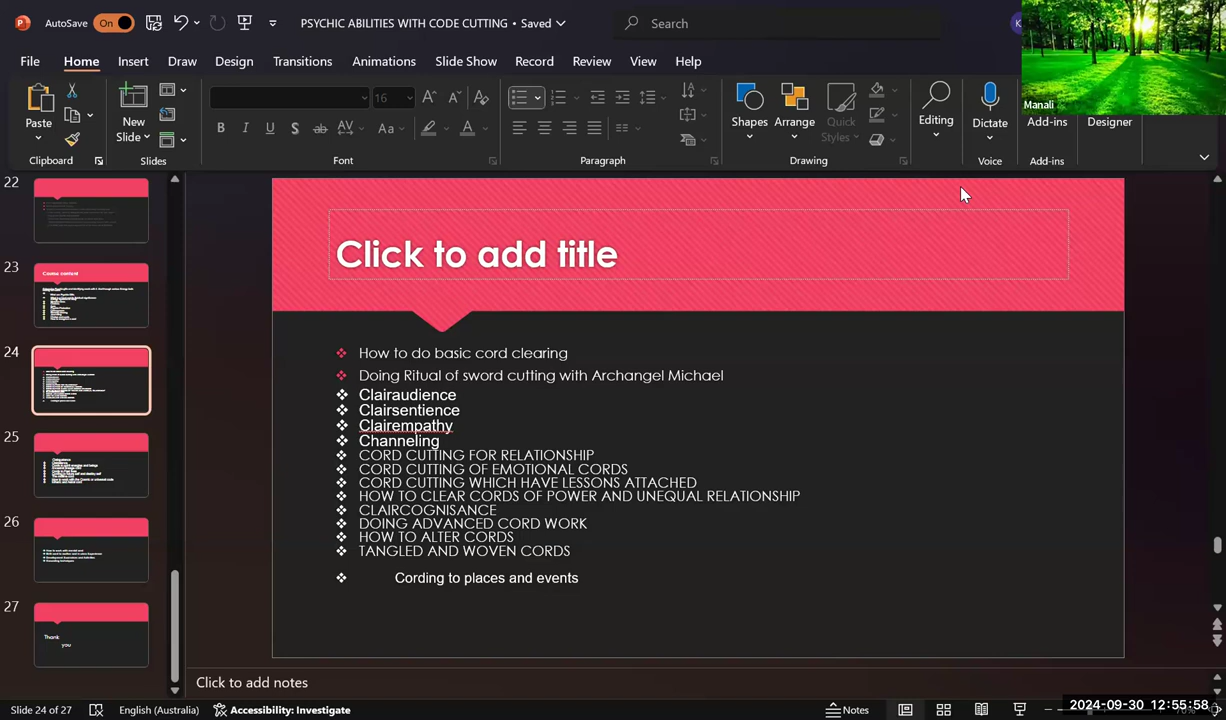 AutoSave On PSYCHIC ABILITIES WITH CODE CUTTING • Saved Search
File Home Insert Draw Design Transitions Animations Slide Show Record Review View Help
Manali
Paste New Slide 16 Shapes Arrange Quick Styles Editing Dictate Add-ins Designer
Clipboard Slides Font Paragraph Drawing Voice Add-ins
22
23
24
25
26
27
Thank
you
Click to add title
How to do basic cord clearing
Doing Ritual of sword cutting with Archangel Michael
Clairaudience
Clairsentience
Clairempathy
Channeling
CORD CUTTING FOR RELATIONSHIP
CORD CUTTING OF EMOTIONAL CORDS
CORD CUTTING WHICH HAVE LESSONS ATTACHED
HOW TO CLEAR CORDS OF POWER AND UNEQUAL RELATIONSHIP
CLAIRCOGNISANCE
DOING ADVANCED CORD WORK
HOW TO ALTER CORDS
TANGLED AND WOVEN CORDS
Cording to places and events
Click to add notes
Slide 24 of 27 English (Australia) Accessibility: Investigate Notes
2024-09-30 12:55:58